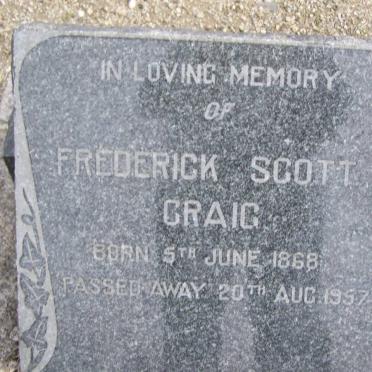 IN LOVING MEMORY
OF
FREDERICK SCOTT
CRAIG
BORN 5TH JUNE 1868
PASSED AWAY 20TH AUG. 1957